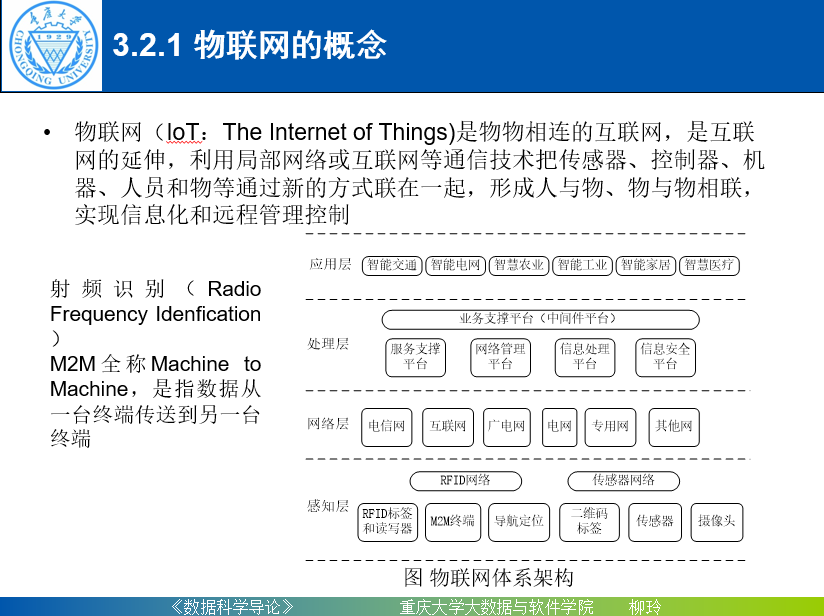 重庆大学
1929
CHONGQING UNIVERSITY
3.2.1 物联网的概念
• 物联网（IoT：The Internet of Things)是物物相连的互联网，是互联
网的延伸，利用局部网络或互联网等通信技术把传感器、控制器、机
器、人员和物等通过新的方式联在一起，形成人与物、物与物相联，
实现信息化和远程管理控制
射频识别（Radio
Frequency Idenfication
）
M2M全称Machine to
Machine，是指数据从
一台终端传送到另一台
终端
应用层 智能交通 智能电网 智慧农业 智能工业 智能家居 智慧医疗
业务支撑平台（中间件平台）
处理层
服务支撑 网络管理 信息处理 信息安全
平台 平台 平台 平台
网络层 电信网 互联网 广电网 电网 专用网 其他网
RFID网络 传感器网络
感知层
RFID标签 M2M终端 导航定位 二维码 传感器 摄像头
和读写器 标签
图 物联网体系架构
《数据科学导论》 重庆大学大数据与软件学院 柳玲